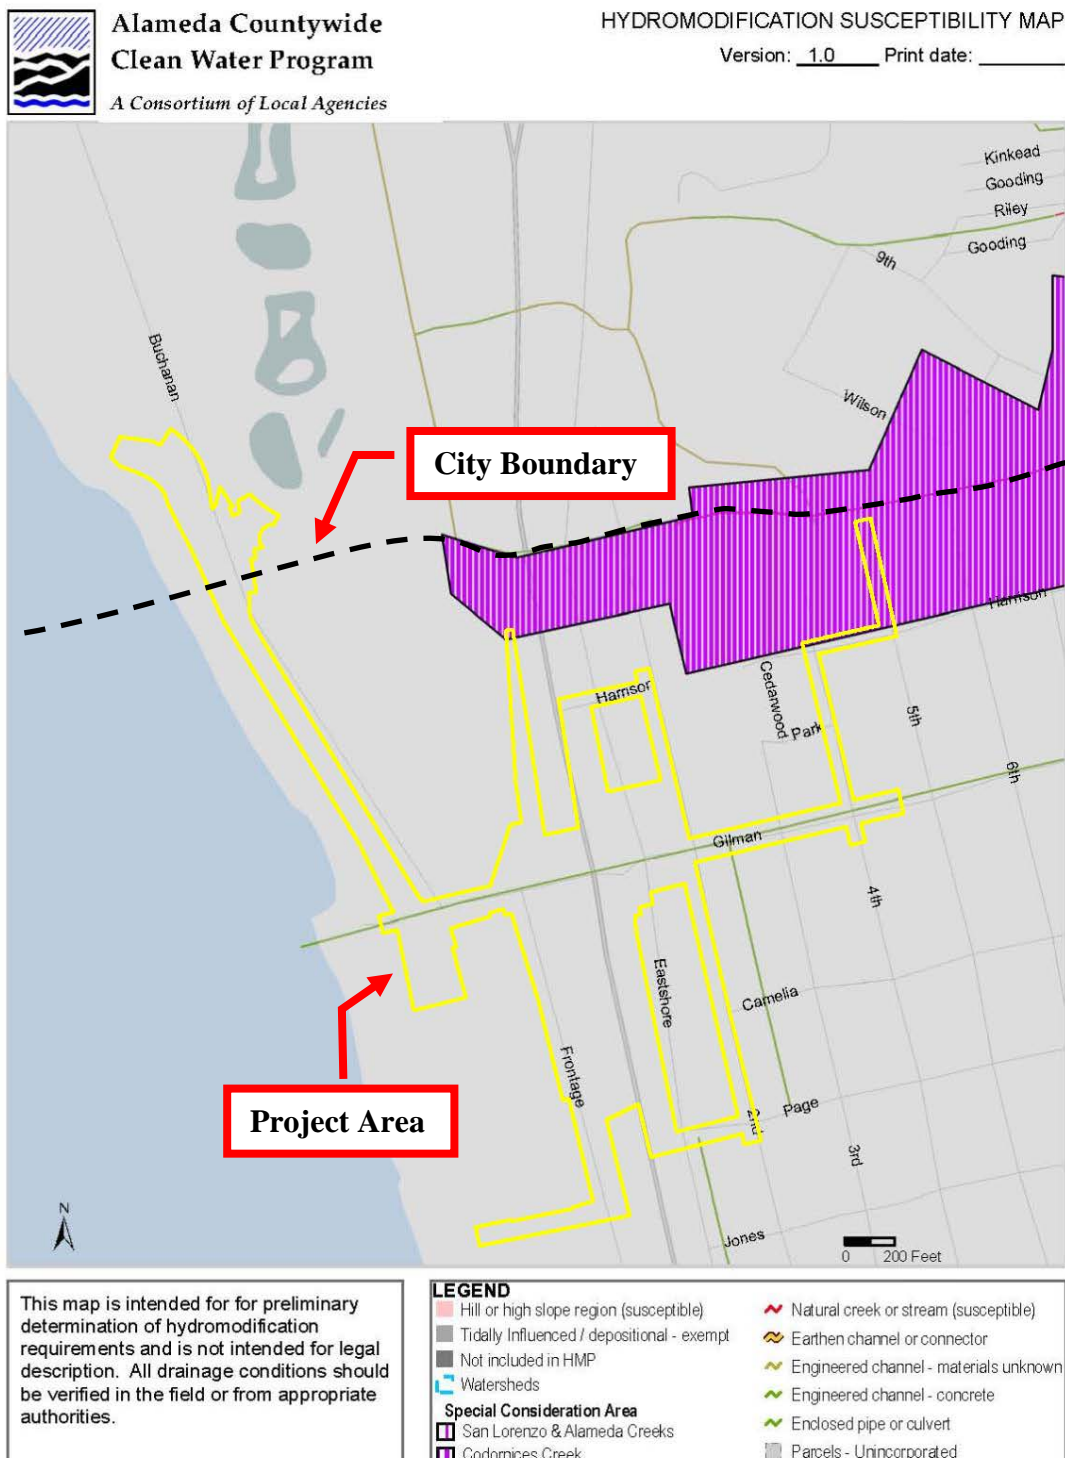 Alameda Countywide
Clean Water Program
A Consortium of Local Agencies
HYDROMODIFICATION SUSCEPTIBILITY MAP
Version: 1.0 Print date:
Kinkead
Gooding
Riley
Gooding
9th
Buchanan
Wilson
City Boundary
Harrison
Harrison
Cedarwood
Park
5th
6th
Gilman
4th
Eastshore
Camelia
Frontage
Page
2nd
3rd
Jones
Project Area
N
0 200 Feet
This map is intended for for preliminary
determination of hydromodification
requirements and is not intended for legal
description. All drainage conditions should
be verified in the field or from appropriate
authorities.
LEGEND
Hill or high slope region (susceptible)
Tidally Influenced / depositional - exempt
Not included in HMP
Watersheds
Special Consideration Area
San Lorenzo & Alameda Creeks
Codornices Creek
Natural creek or stream (susceptible)
Earthen channel or connector
Engineered channel - materials unknown
Engineered channel - concrete
Enclosed pipe or culvert
Parcels - Unincorporated